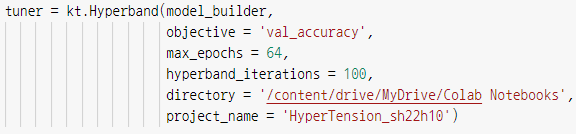 tuner = kt.Hyperband(model_builder,
objective = 'val_accuracy',
max_epochs = 64,
hyperband_iterations = 100,
directory = '/content/drive/MyDrive/Colab Notebooks',
project_name = 'HyperTension_sh22h10')